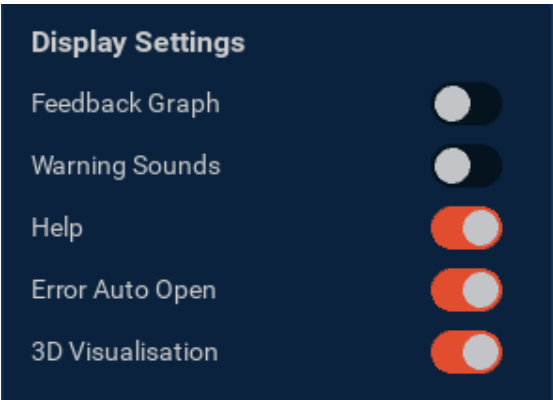 Display Settings
Feedback Graph
Warning Sounds
Help
Error Auto Open
3D Visualisation